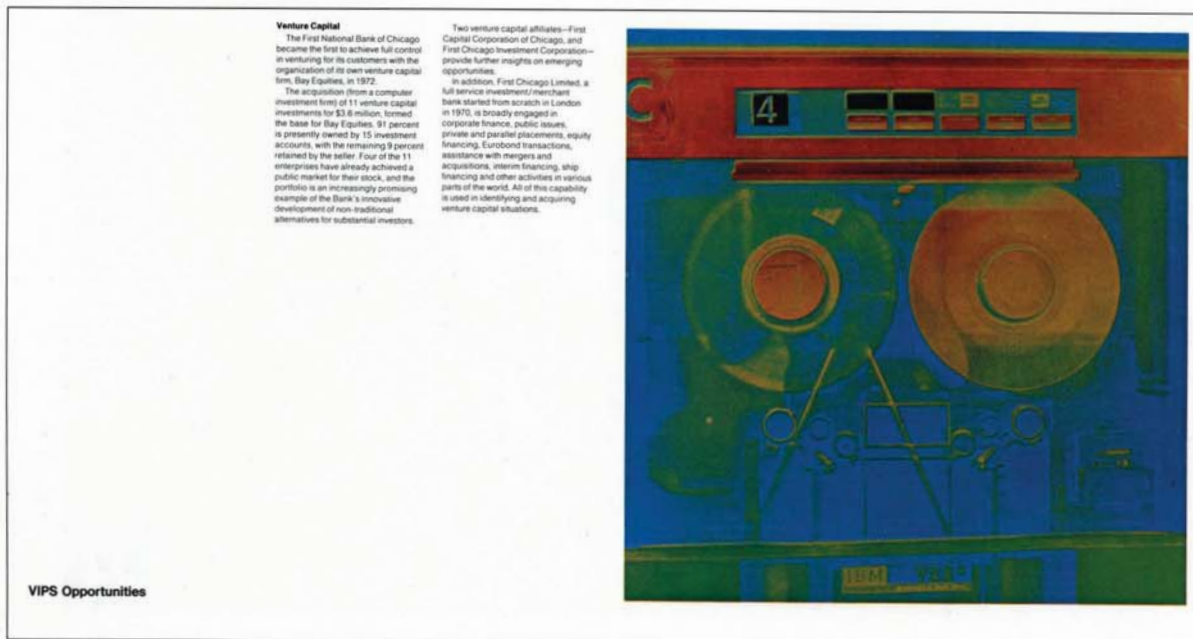 Venture Capital
The First National Bank of Chicago
became the first to achieve full control
in venturing for its customers with the
organization of its own venture capital
firm, Bay Equities, in 1972.
The acquisition (from a computer
investment firm) of 11 venture capital
investments for $3.6 million, formed
the base for Bay Equities. 91 percent
is presently owned by 15 investment
accounts, with the remaining 9 percent
retained by the seller. Four of the 11
enterprises have already achieved a
public market for their stock, and the
portfolio is an increasingly promising
example of the Bank's innovative
development of non-traditional
alternatives for substantial investors.
Two venture capital affiliates—First
Capital Corporation of Chicago, and
First Chicago Investment Corporation—
provide further insights on emerging
opportunities.
In addition, First Chicago Limited, a
full service investment/merchant
bank started from scratch in London
in 1970, is broadly engaged in
corporate finance, public issues,
private and parallel placements, equity
financing, Eurobond transactions,
assistance with mergers and
acquisitions, interim financing, ship
financing and other activities in various
parts of the world. All of this capability
is used in identifying and acquiring
venture capital situations.
C
4
IBM
VIPS Opportunities